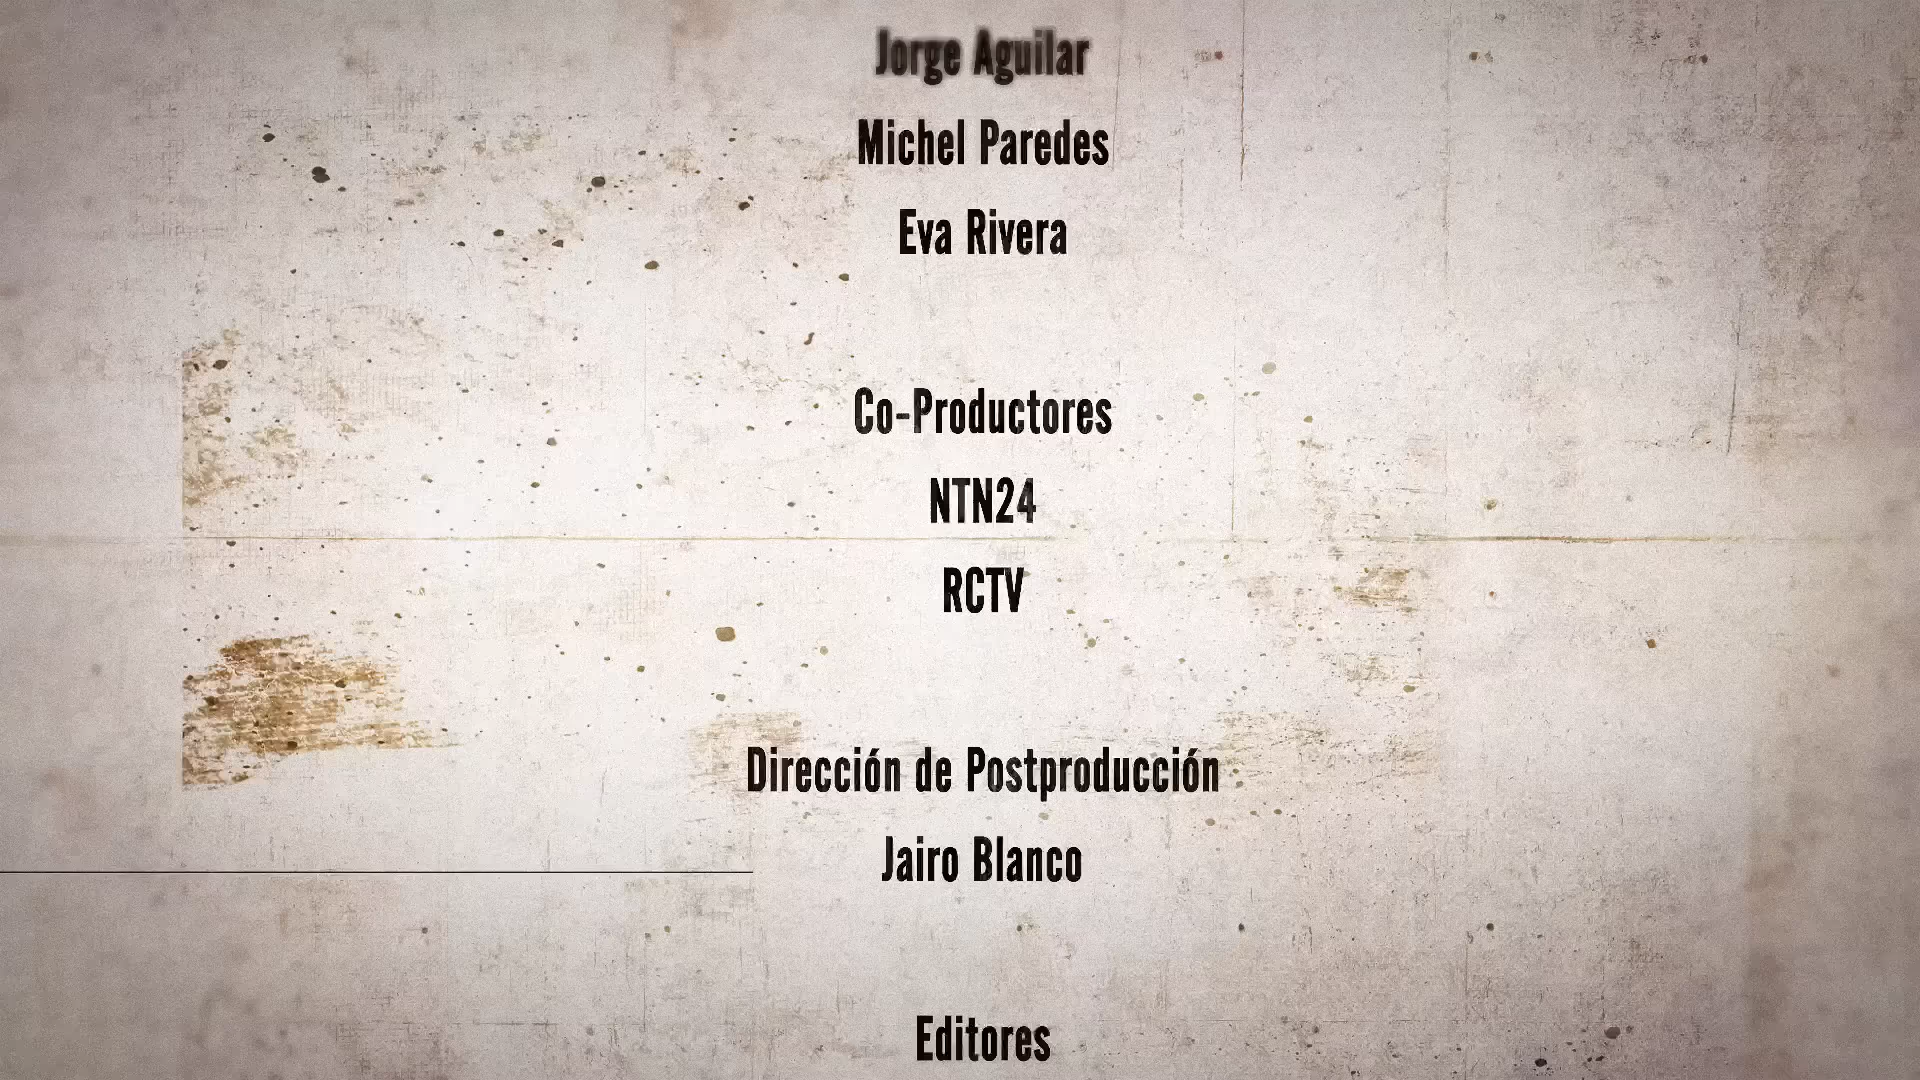 Jorge Aguilar
Michel Paredes
Eva Rivera
Co-Productores
NTN24
RCTV
Dirección de Postproducción
Jairo Blanco
Editores